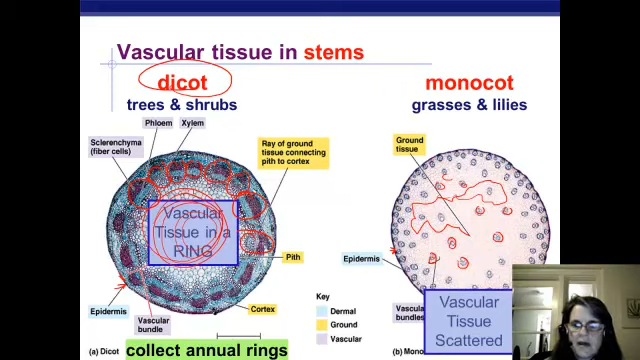 Vascular tissue in stems
dicot
trees & shrubs
monocot
grasses & lilies
Phloem
Xylem
Sclerenchyma
(fiber cells)
Ray of ground
tissue connecting
pith to cortex
Ground
tissue
Vascular
Tissue in a
RING
Pith
Epidermis
Epidermis
Vascular
bundle
Cortex
Key
Dermal
Ground
Vascular
Vascular
bundles
Vascular
Tissue
Scattered
(a) Dicot
collect annual rings
(b) Mono